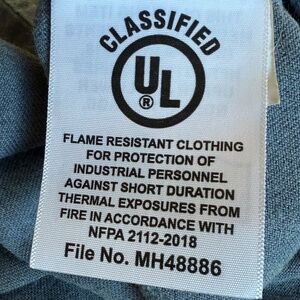 CLASSIFIED
UL
®
FLAME RESISTANT CLOTHING
FOR PROTECTION OF
INDUSTRIAL PERSONNEL
AGAINST SHORT DURATION
THERMAL EXPOSURES FROM
FIRE IN ACCORDANCE WITH
NFPA 2112-2018
File No. MH48886